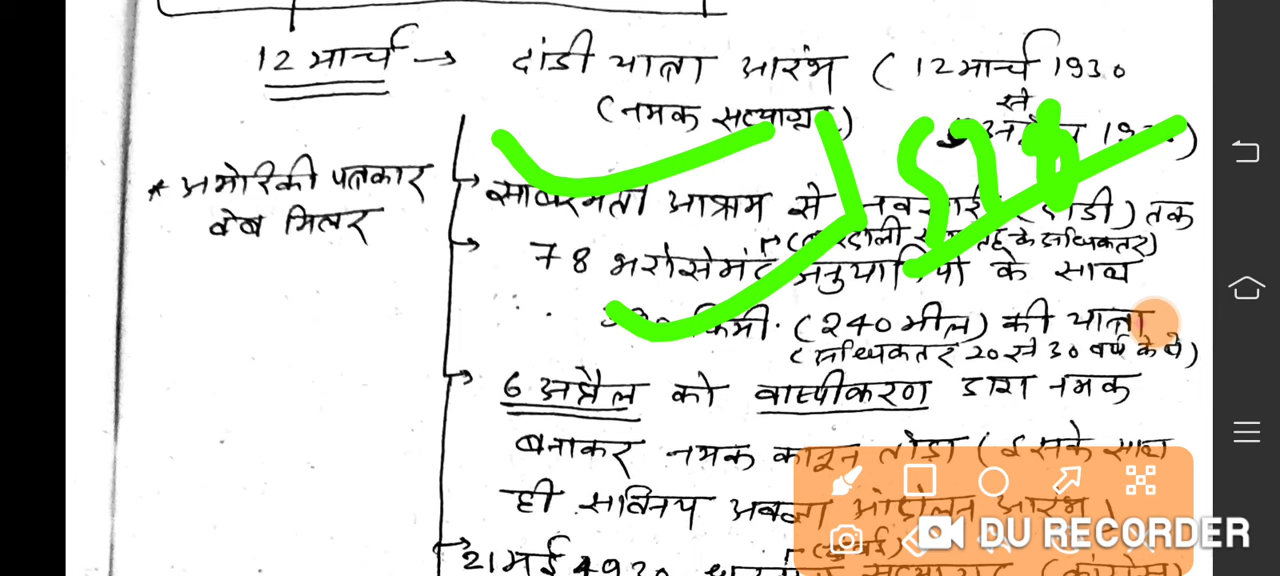 12 मार्च → दांडी यात्रा आरंभ ( 12 मार्च 1930
से
(नमक सत्याग्रह)
* अमेरिकी पत्रकार
वेब मिलर
साबरमती आश्रम से नवसारी (दांडी) तक
के अधिकतर)
78 भरोसेमंद अनुयायियों के साथ
किमी. (240 मील) की यात्रा
(अधिकतर 20 से 30 वर्ष के थे)
6 अप्रैल को वाष्पीकरण द्वारा नमक
बनाकर नमक कानून तोड़ा (इसके साथ
ही सविनय अवज्ञा आंदोलन आरंभ)
21 मई
DU RECORDER